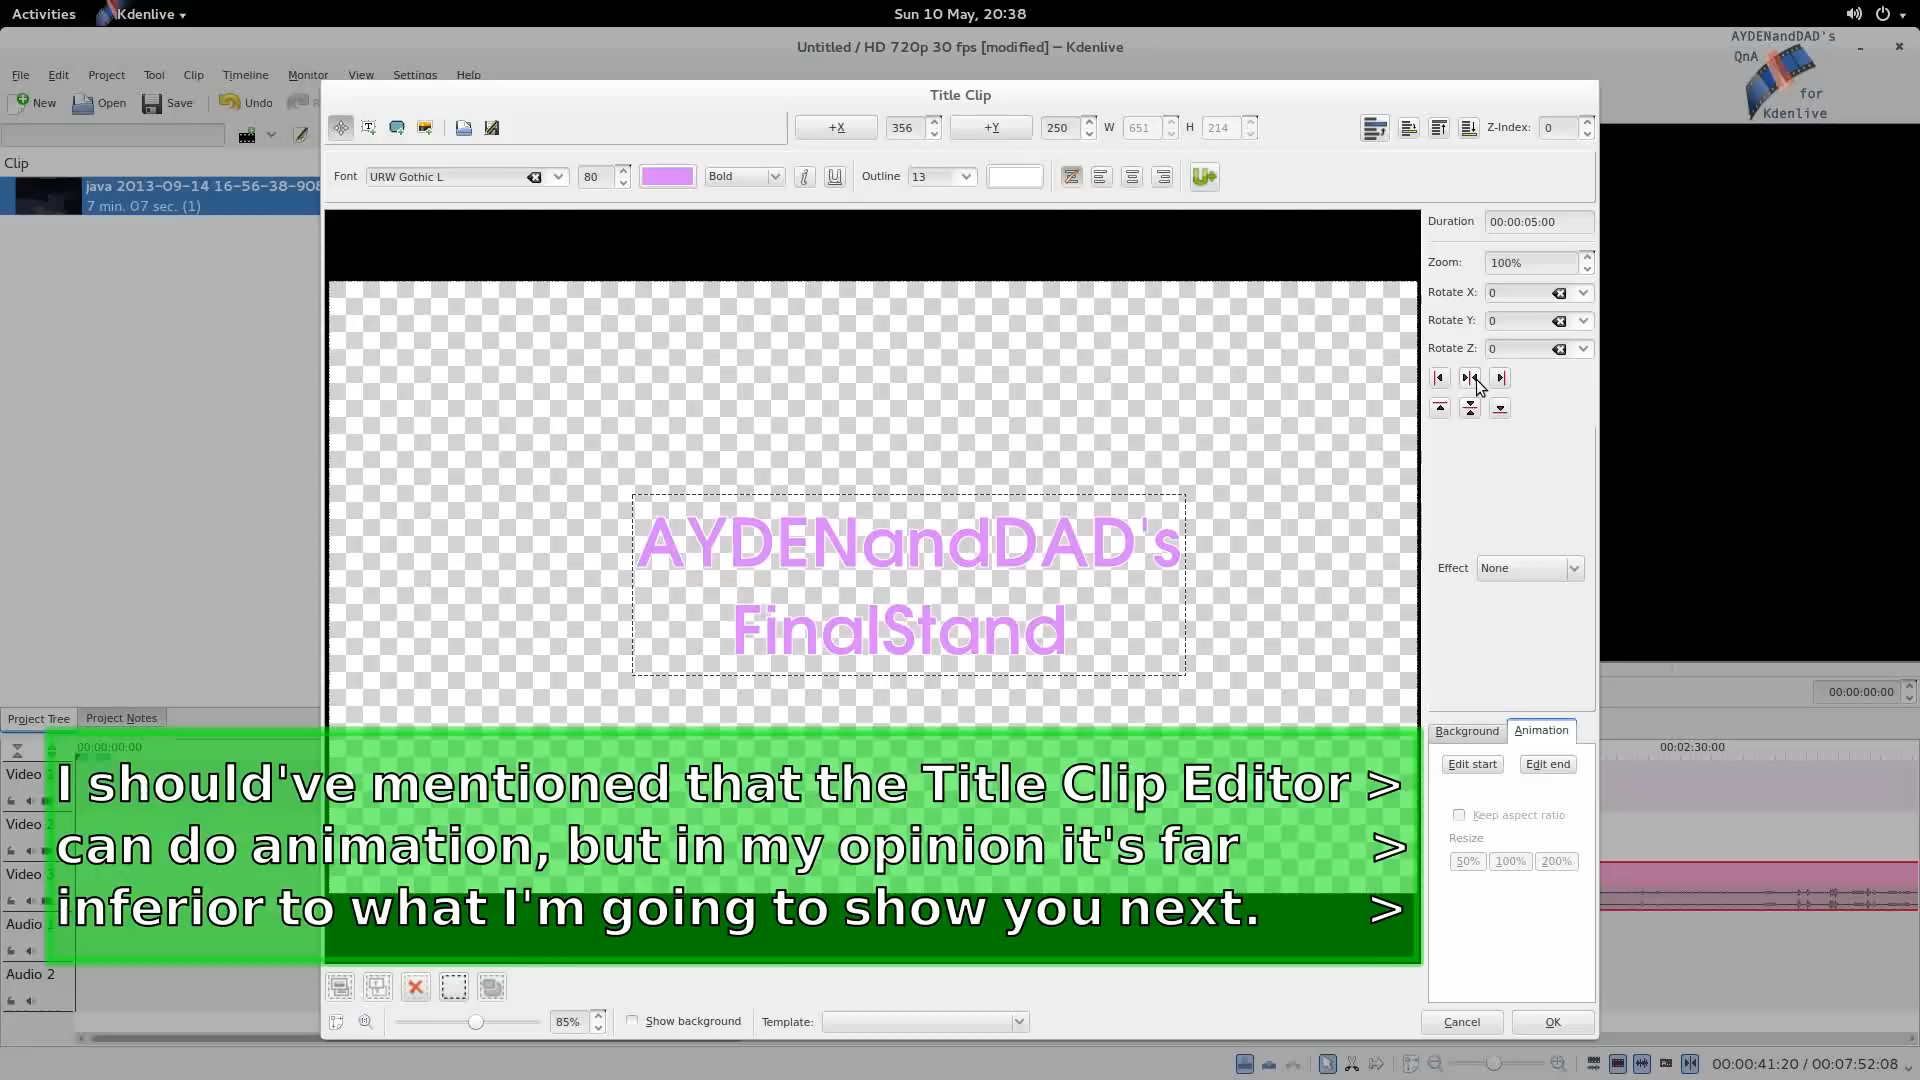 Activities
Kdenlive
Sun 10 May, 20:38
Untitled / HD 720p 30 fps [modified] — Kdenlive
AYDENandDAD's
QnA
for
Kdenlive
File Edit Project Tool Clip Timeline Monitor View Settings Help
New Open Save Undo
Title Clip
+X 356 +Y 250 W 651 H 214 Z-Index: 0
Clip
Font URW Gothic L 80 Bold Outline 13
java 2013-09-14 16-56-38-908
7 min. 07 sec. (1)
Duration 00:00:05:00
Zoom: 100%
Rotate X: 0
Rotate Y: 0
Rotate Z: 0
AYDENandDAD's
FinalStand
Effect None
00:00:00:00
Project Tree Project Notes
Background Animation
00:00:00:00
00:02:30:00
Edit start Edit end
Keep aspect ratio
Resize
50% 100% 200%
Video
Video 2
Video 3
Audio
Audio 2
I should've mentioned that the Title Clip Editor >
can do animation, but in my opinion it's far >
inferior to what I'm going to show you next. >
85% Show background Template:
Cancel OK
00:00:41:20 / 00:07:52:08